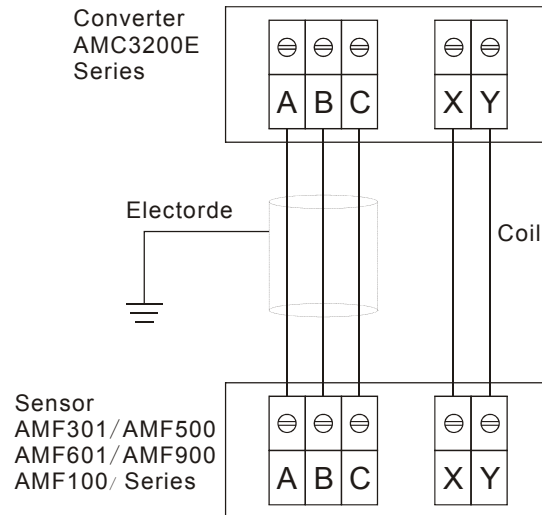 Converter
AMC3200E
Series
A B C X Y
Electorde
Coil
Sensor
AMF301/AMF500
AMF601/AMF900
AMF100/ Series
A B C X Y